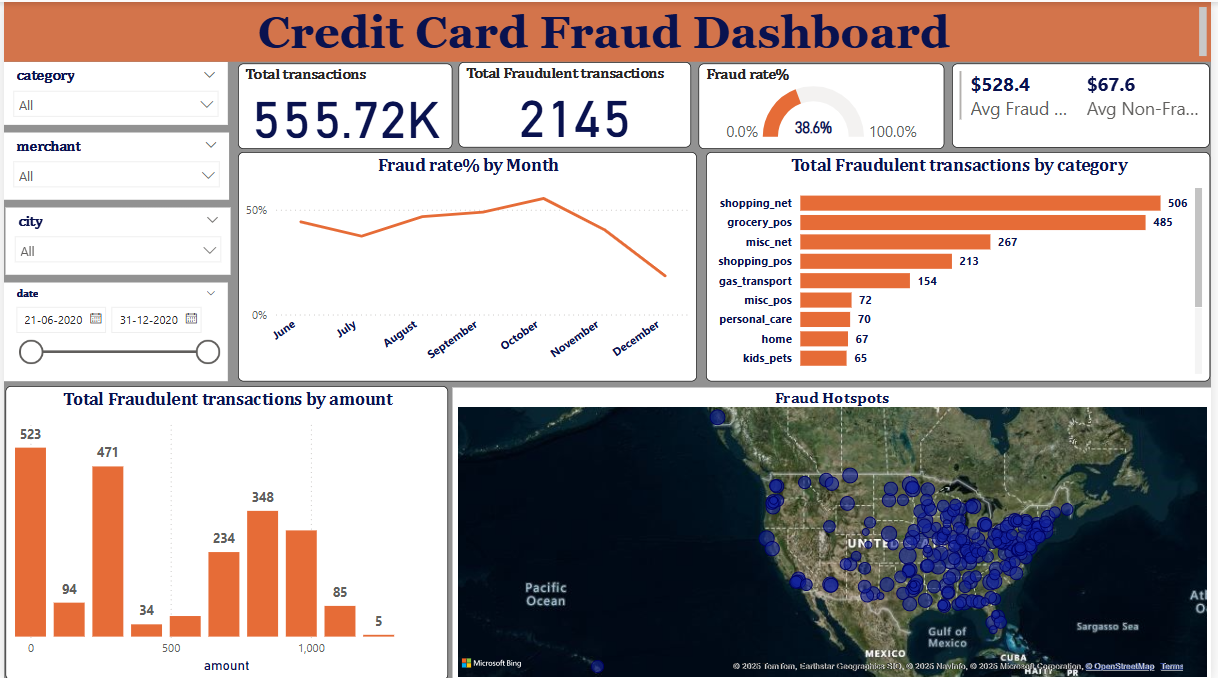 Credit Card Fraud Dashboard
category
All
merchant
All
city
All
date
21-06-2020
31-12-2020
Total transactions
555.72K
Total Fraudulent transactions
2145
Fraud rate%
0.0%
38.6%
100.0%
$528.4
Avg Fraud ...
$67.6
Avg Non-Fra...
Fraud rate% by Month
50%
0%
June
July
August
September
October
November
December
Total Fraudulent transactions by category
shopping_net
506
grocery_pos
485
misc_net
267
shopping_pos
213
gas_transport
154
misc_pos
72
personal_care
70
home
67
kids_pets
65
Total Fraudulent transactions by amount
523
94
471
34
234
348
85
5
0
500
1,000
amount
Fraud Hotspots
UNITED
Pacific
Ocean
Gulf of
Mexico
Sargasso Sea
MEXICO
CUBA
HAITI
PR
Microsoft Bing
© 2025 TomTom, Earthstar Geographics SIO, © 2025 NavInfo, © 2025 Microsoft Corporation, © OpenStreetMap Terms